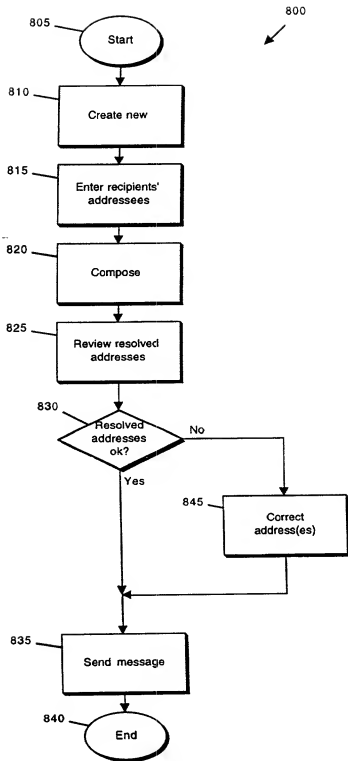 800
805
Start
810
Create new
815
Enter recipients'
addressees
820
Compose
825
Review resolved
addresses
830
Resolved
addresses
ok?
No
Yes
845
Correct
address(es)
835
Send message
840
End